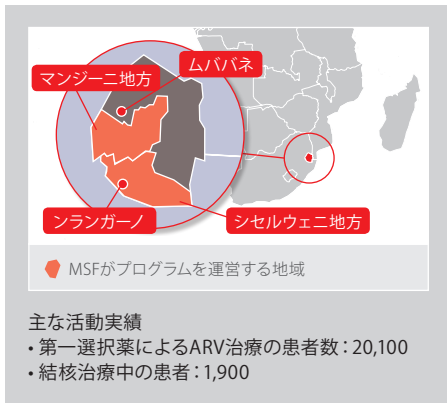 ムババネ
マンジーニ地方
ンランガーノ
シセルウェニ地方
MSFがプログラムを運営する地域
主な活動実績
• 第一選択薬によるARV治療の患者数：20,100
• 結核治療中の患者：1,900